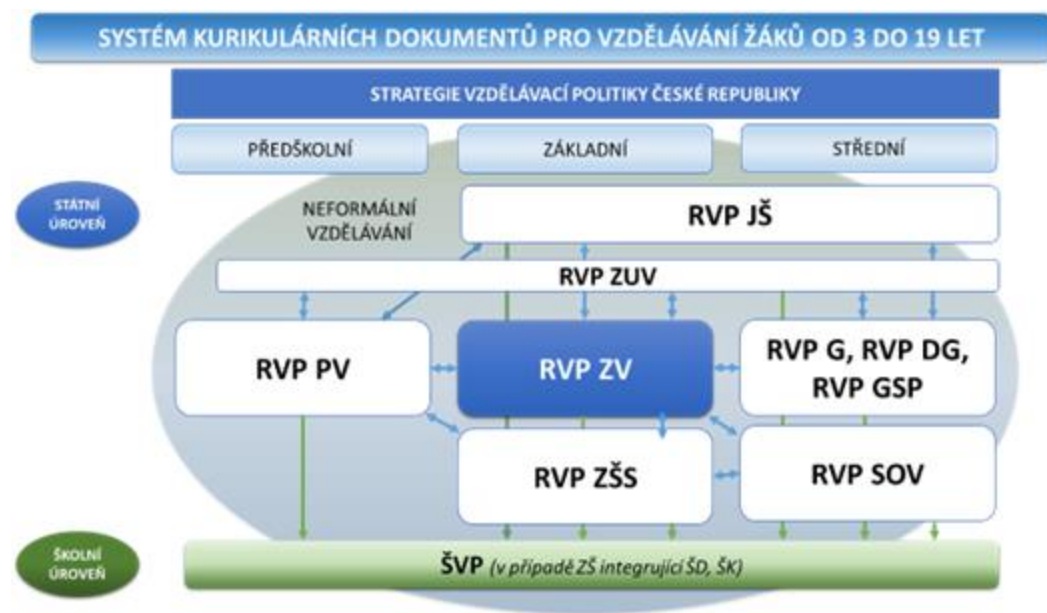 SYSTÉM KURIKULÁRNÍCH DOKUMENTŮ PRO VZDĚLÁVÁNÍ ŽÁKŮ OD 3 DO 19 LET
STRATEGIE VZDĚLÁVACÍ POLITIKY ČESKÉ REPUBLIKY
PŘEDŠKOLNÍ
ZÁKLADNÍ
STŘEDNÍ
STÁTNÍ
ÚROVEŇ
NEFORMÁLNÍ
VZDĚLÁVÁNÍ
RVP JŠ
RVP ZUV
RVP PV
RVP ZV
RVP G, RVP DG,
RVP GSP
RVP ZŠS
RVP SOV
ŠKOLNÍ
ÚROVEŇ
ŠVP (v případě ZŠ integrující ŠD, ŠK)